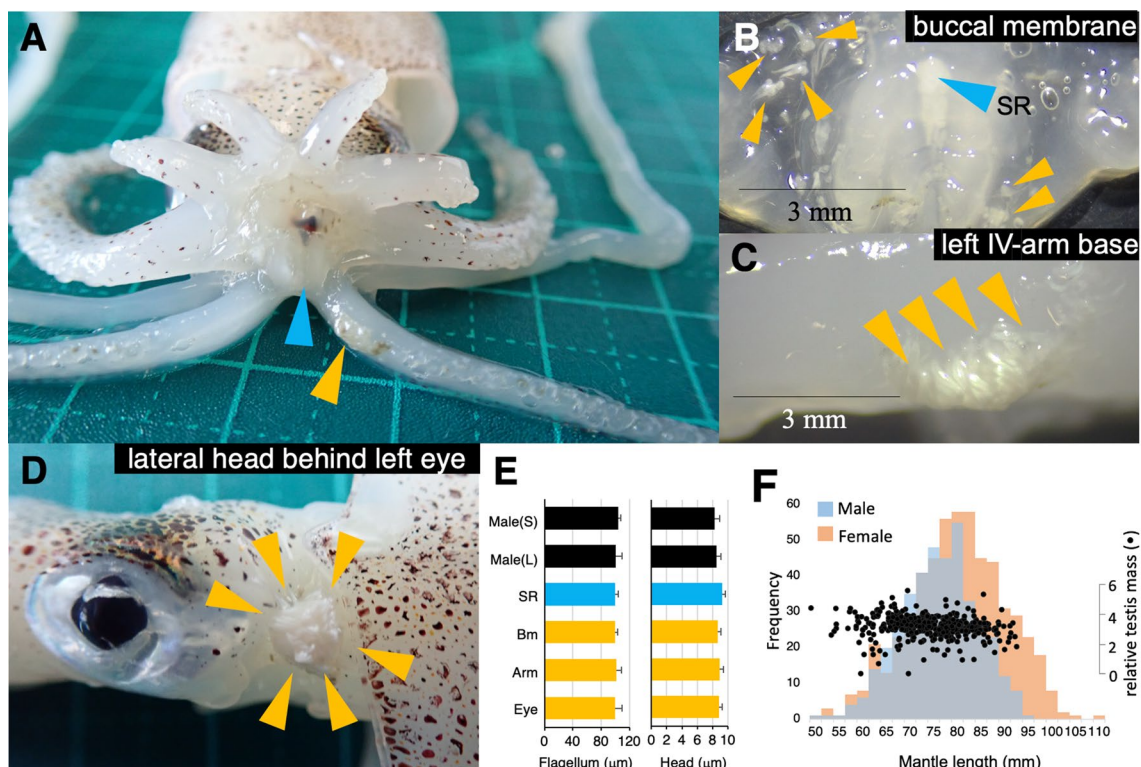 A
B
buccal membrane
SR
3 mm
C
left IV-arm base
3 mm
D
lateral head behind left eye
E
Male(S)
Male(L)
SR
Bm
Arm
Eye
0 40 80 120
Flagellum (μm)
0 2 4 6 8 10
Head (μm)
F
Male
Female
Frequency
60
50
40
30
20
10
0
50 55 60 65 70 75 80 85 90 95 100 105 110
Mantle length (mm)
relative testis mass (●)
6
4
2
0